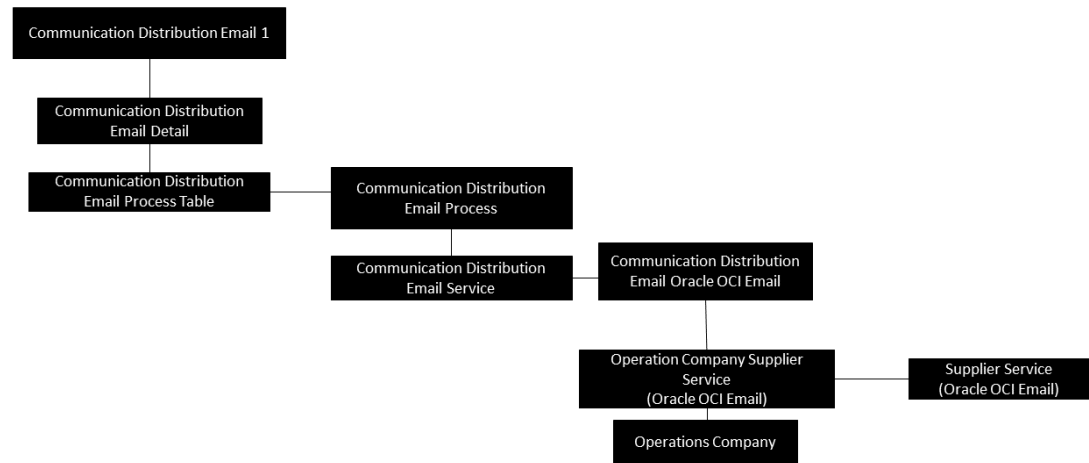 Communication Distribution Email 1
Communication Distribution
Email Detail
Communication Distribution
Email Process Table
Communication Distribution
Email Process
Communication Distribution
Email Service
Communication Distribution
Email Oracle OCI Email
Operation Company Supplier
Service
(Oracle OCI Email)
Supplier Service
(Oracle OCI Email)
Operations Company